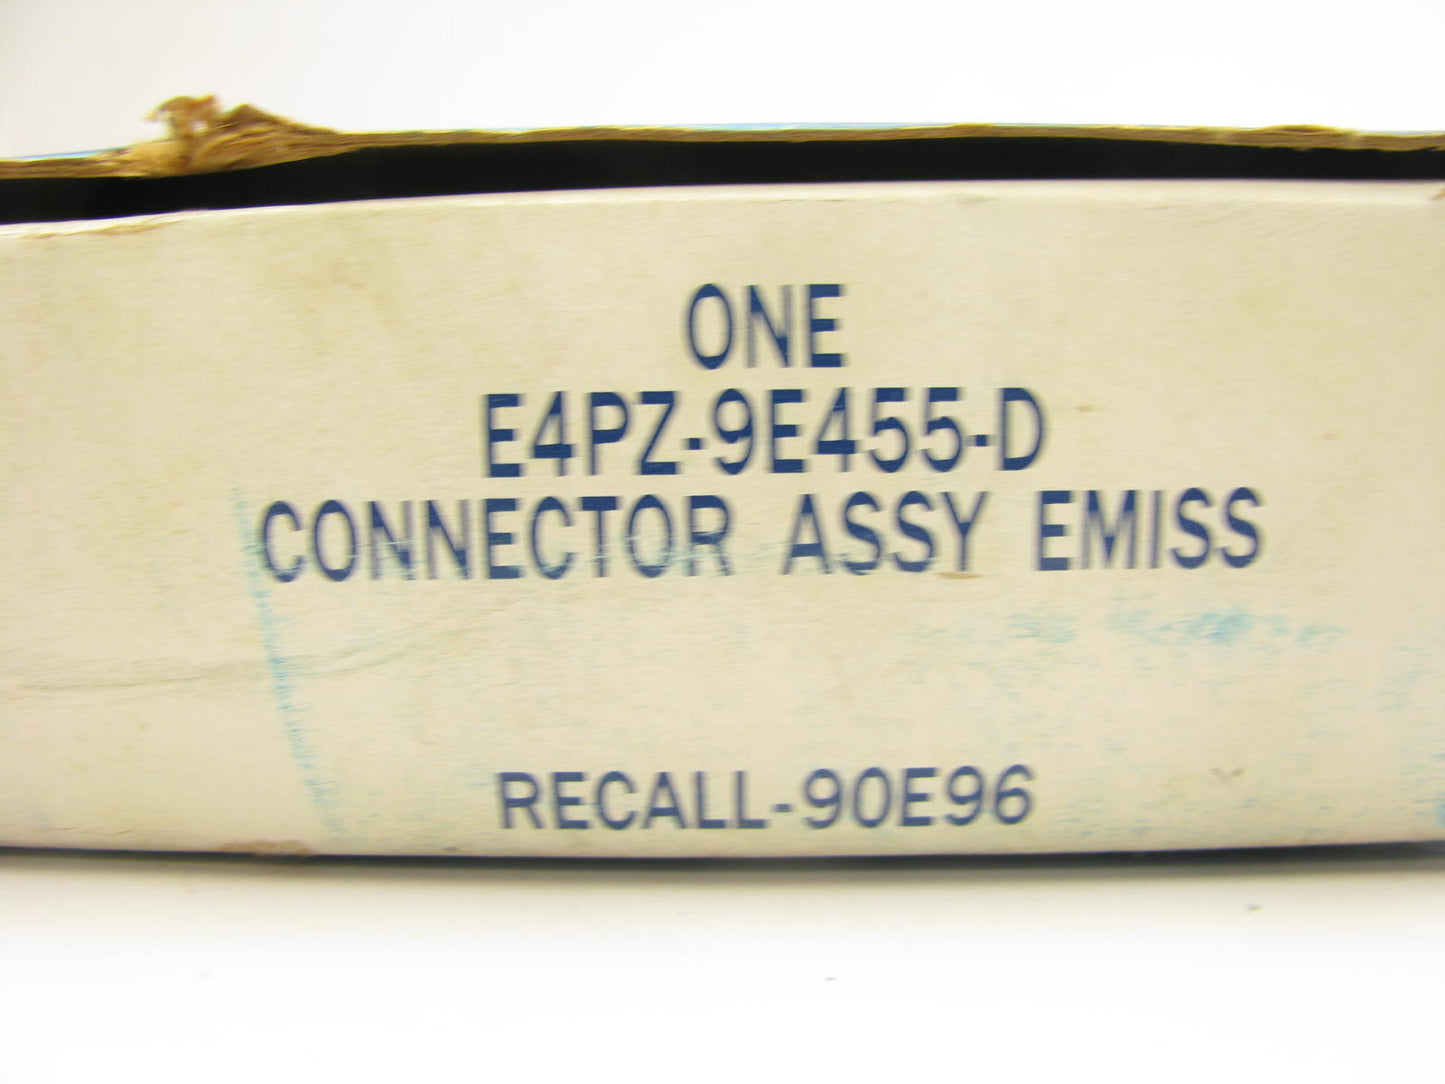 ONE
E4PZ-9E455-D
CONNECTOR ASSY EMISS
RECALL-90E96